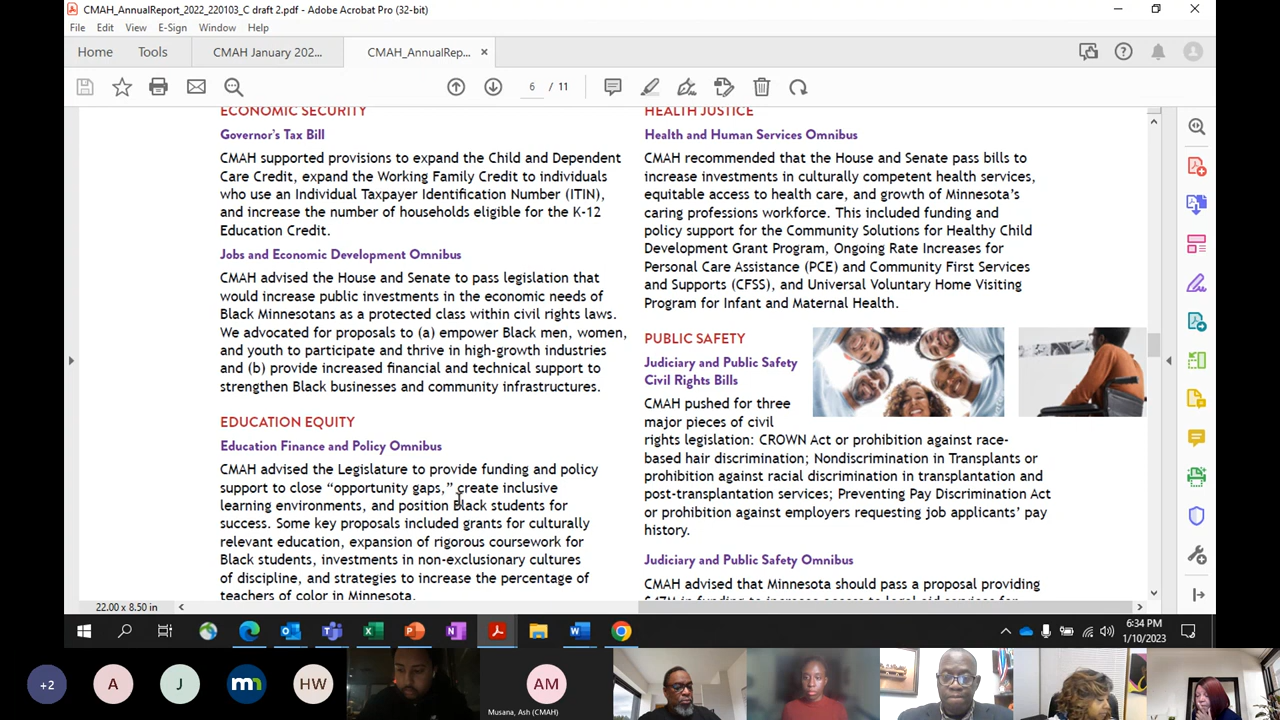 CMAH_AnnualReport_2022_220103_C draft 2.pdf - Adobe Acrobat Pro (32-bit)
File Edit View E-Sign Window Help
Home Tools CMAH January 202... CMAH_AnnualRep... ×
6 / 11
ECONOMIC SECURITY
Governor's Tax Bill
CMAH supported provisions to expand the Child and Dependent
Care Credit, expand the Working Family Credit to individuals
who use an Individual Taxpayer Identification Number (ITIN),
and increase the number of households eligible for the K-12
Education Credit.
Jobs and Economic Development Omnibus
CMAH advised the House and Senate to pass legislation that
would increase public investments in the economic needs of
Black Minnesotans as a protected class within civil rights laws.
We advocated for proposals to (a) empower Black men, women,
and youth to participate and thrive in high-growth industries
and (b) provide increased financial and technical support to
strengthen Black businesses and community infrastructures.
EDUCATION EQUITY
Education Finance and Policy Omnibus
CMAH advised the Legislature to provide funding and policy
support to close “opportunity gaps,” create inclusive
learning environments, and position Black students for
success. Some key proposals included grants for culturally
relevant education, expansion of rigorous coursework for
Black students, investments in non-exclusionary cultures
of discipline, and strategies to increase the percentage of
teachers of color in Minnesota.
HEALTH JUSTICE
Health and Human Services Omnibus
CMAH recommended that the House and Senate pass bills to
increase investments in culturally competent health services,
equitable access to health care, and growth of Minnesota's
caring professions workforce. This included funding and
policy support for the Community Solutions for Healthy Child
Development Grant Program, Ongoing Rate Increases for
Personal Care Assistance (PCE) and Community First Services
and Supports (CFSS), and Universal Voluntary Home Visiting
Program for Infant and Maternal Health.
PUBLIC SAFETY
Judiciary and Public Safety
Civil Rights Bills
CMAH pushed for three
major pieces of civil
rights legislation: CROWN Act or prohibition against race-
based hair discrimination; Nondiscrimination in Transplants or
prohibition against racial discrimination in transplantation and
post-transplantation services; Preventing Pay Discrimination Act
or prohibition against employers requesting job applicants' pay
history.
Judiciary and Public Safety Omnibus
CMAH advised that Minnesota should pass a proposal providing
$47M in funding to increase access to legal aid services for
22.00 x 8.50 in
6:34 PM
1/10/2023
+2 A J mn HW AM
Musana, Ash (CMAH)